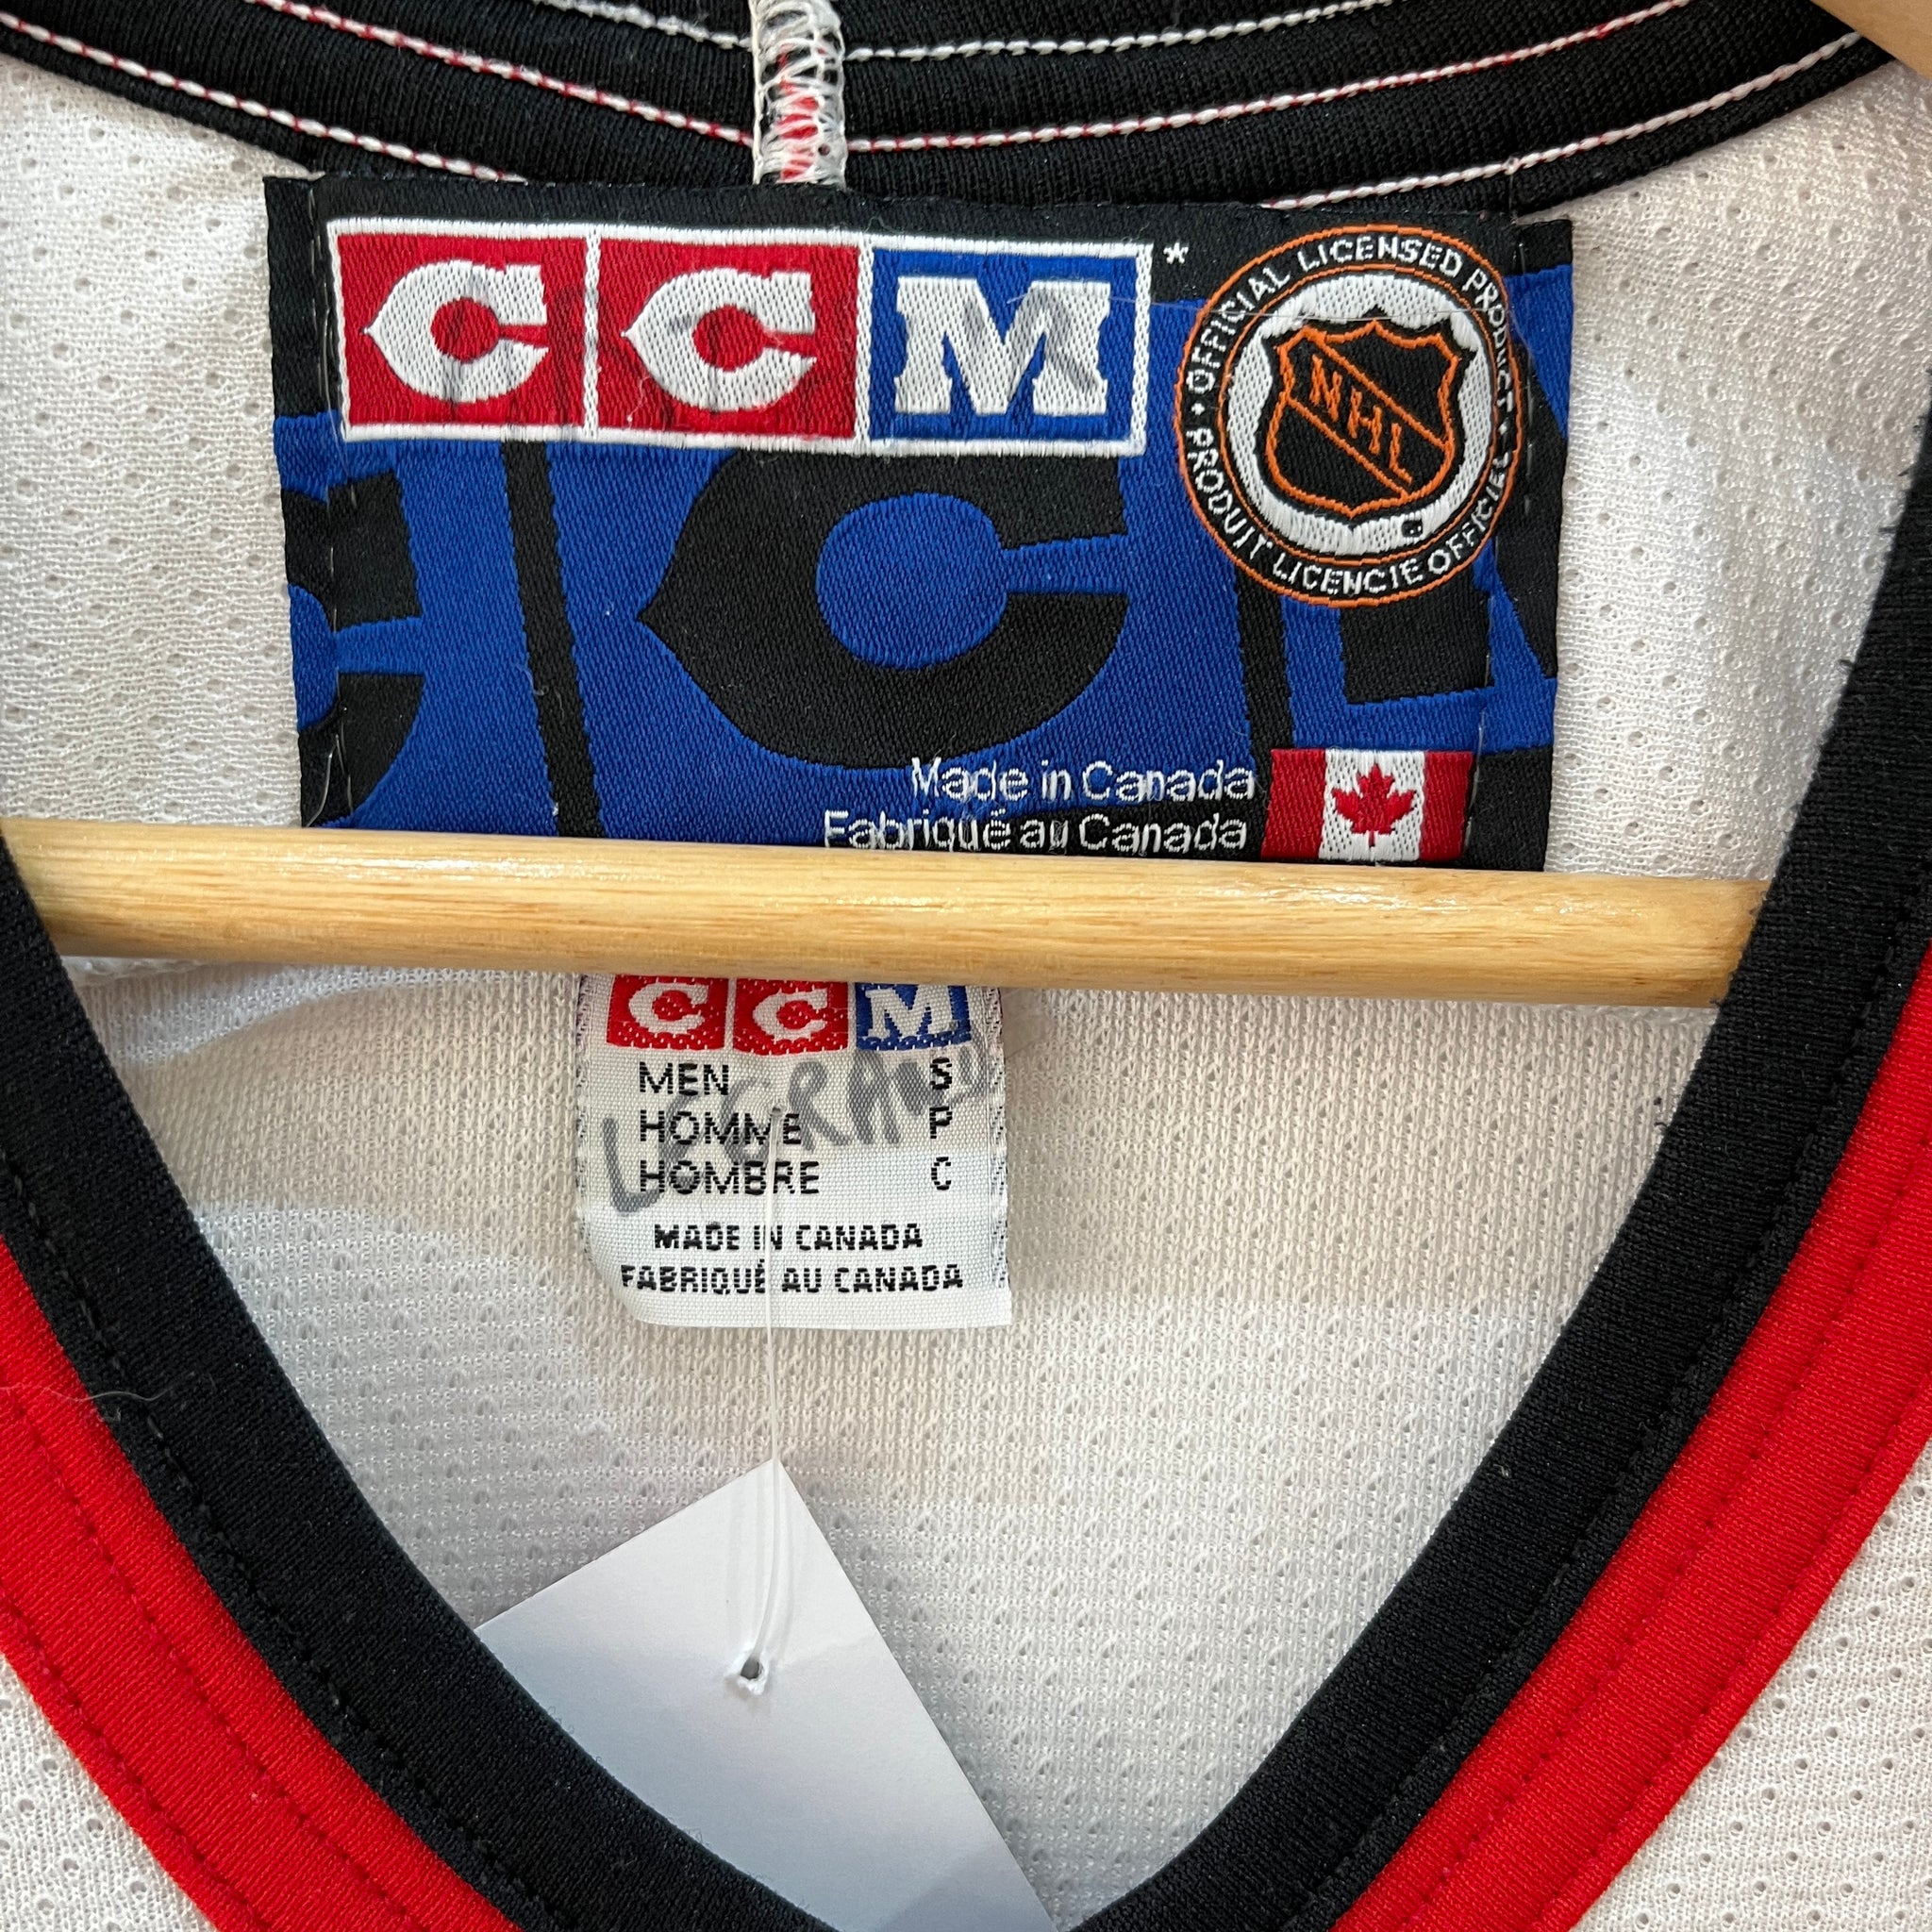 CCM*
OFFICIAL LICENSED PRODUCT • PRODUIT LICENCIE OFFICIEL •
NHL
Made in Canada
Fabriqué au Canada
CCM
MEN S
HOMME P
HOMBRE C
LEGRAND
MADE IN CANADA
FABRIQUÉ AU CANADA